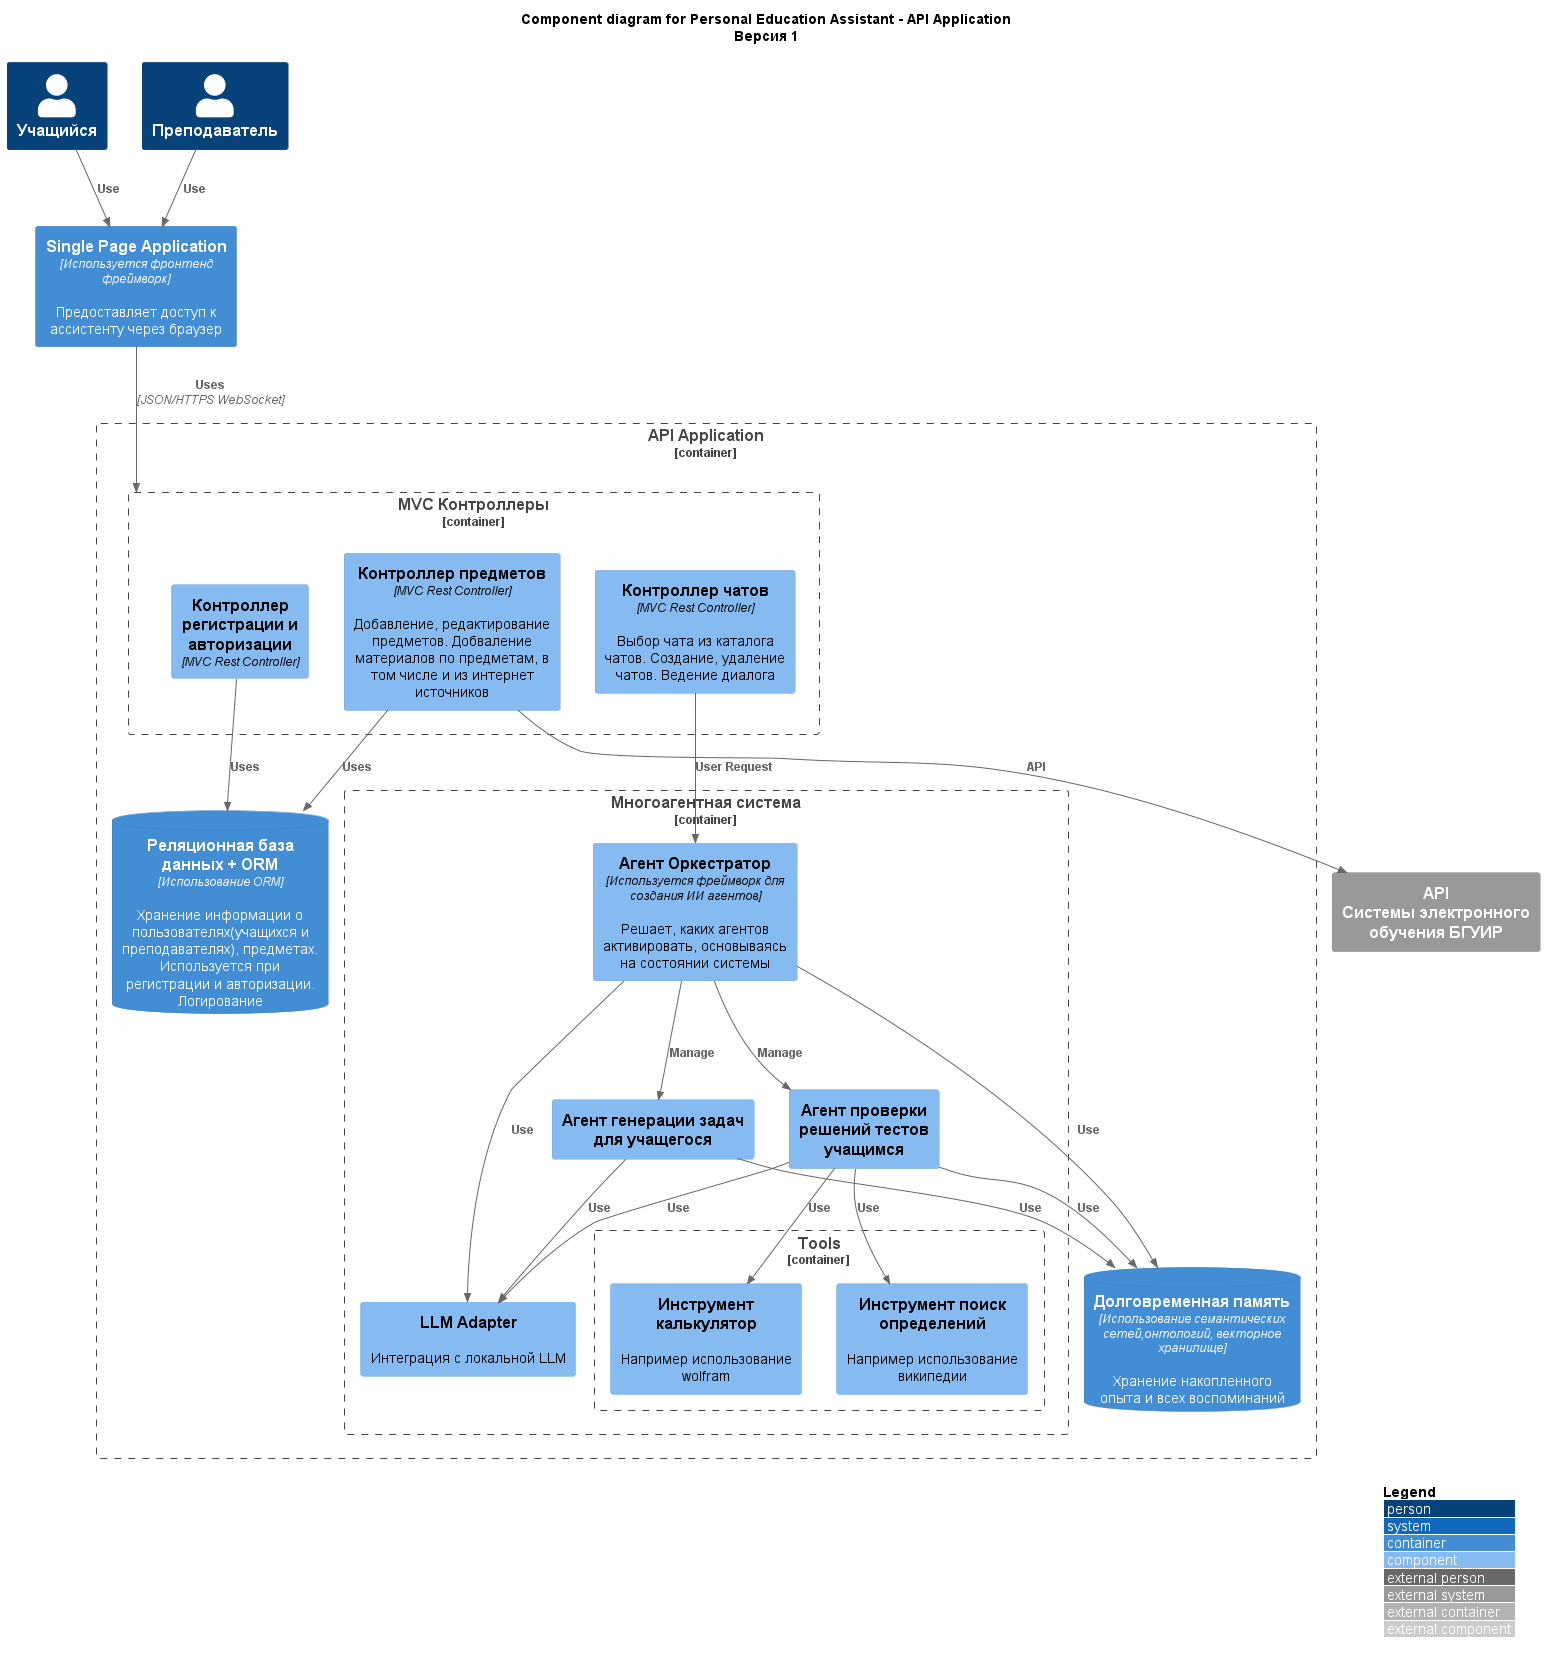 Component diagram for Personal Education Assistant - API Application
Версия 1
Учащийся
Преподаватель
Use
Use
Single Page Application
[Используется фронтенд
фреймворк]
Предоставляет доступ к
ассистенту через браузер
Uses
[JSON/HTTPS WebSocket]
API Application
[container]
MVC Контроллеры
[container]
Контроллер
регистрации и
авторизации
[MVC Rest Controller]
Контроллер предметов
[MVC Rest Controller]
Добавление, редактирование
предметов. Добваление
материалов по предметам, в
том числе и из интернет
источников
Контроллер чатов
[MVC Rest Controller]
Выбор чата из каталога
чатов. Создание, удаление
чатов. Ведение диалога
Uses
Uses
User Request
API
Реляционная база
данных + ORM
[Использование ORM]
Хранение информации о
пользователях(учащихся и
преподавателях), предметах.
Используется при
регистрации и авторизации.
Логирование
Многоагентная система
[container]
Агент Оркестратор
[Используется фреймворк для
создания ИИ агентов]
Решает, каких агентов
активировать, основываясь
на состоянии системы
API
Системы электронного
обучения БГУИР
Manage
Manage
Use
Агент генерации задач
для учащегося
Агент проверки
решений тестов
учащимся
Use
Use
Use
Use
Use
Use
Use
Tools
[container]
LLM Adapter
Интеграция с локальной LLM
Инструмент
калькулятор
Например использование
wolfram
Инструмент поиск
определений
Например использование
википедии
Долговременная память
[Использование семантических
сетей,онтологий, векторное
хранилище]
Хранение накопленного
опыта и всех воспоминаний
Legend
person
system
container
component
external person
external system
external container
external component